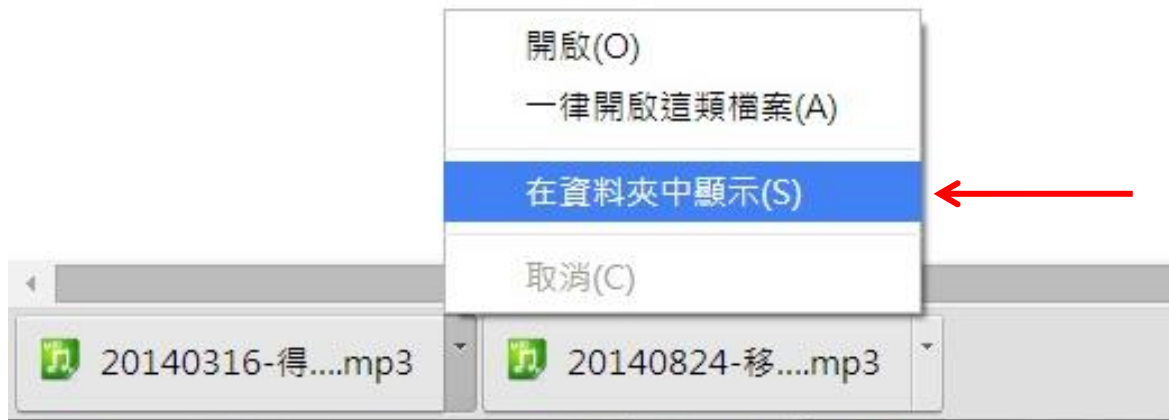 開啟(O)
一律開啟這類檔案(A)
在資料夾中顯示(S)
取消(C)
20140316-得....mp3
20140824-移....mp3